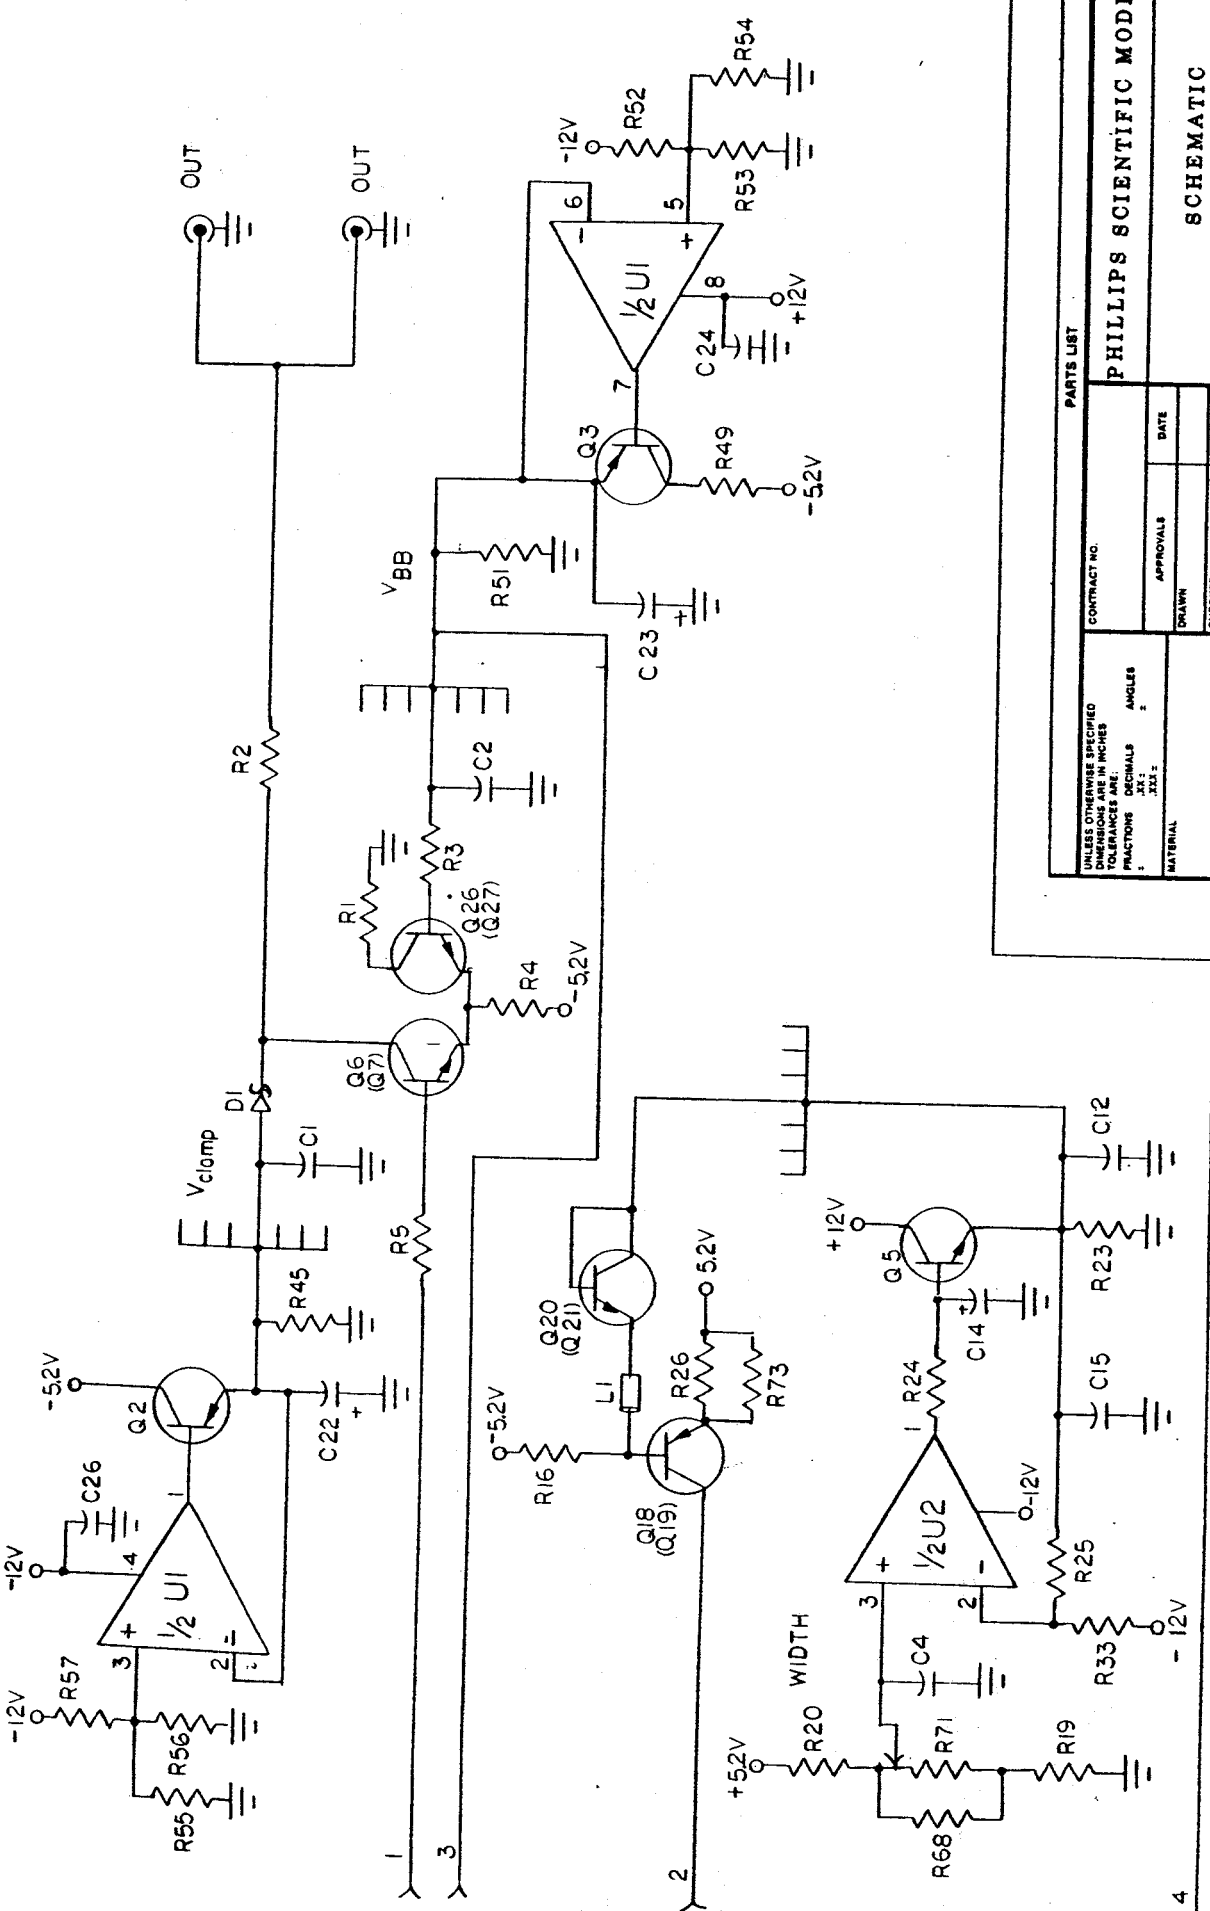 -12V
R57
R56
R55
3
+
2
-
½ U1
-12V
4
C26
1
Q2
-5.2V
C22
+
R45
Vclamp
C1
D1
R2
OUT
OUT
1
R5
Q6
(Q7)
R4
-5.2V
R1
Q26
(Q27)
R3
C2
VBB
R51
C23
+
Q3
R49
-5.2V
7
½ U1
6
-
5
+
8
C24
+12V
-12V
R52
R53
R54
3
2
Q18
(Q19)
R16
-5.2V
L1
Q20
(Q21)
R26
R73
5.2V
+5.2V
R20
WIDTH
R71
R68
R19
C4
3
+
2
-
½U2
1
-12V
R24
C14
+
Q5
+12V
R23
C12
C15
R25
R33
-12V
4
PARTS LIST
UNLESS OTHERWISE SPECIFIED
DIMENSIONS ARE IN INCHES
TOLERANCES ARE:
FRACTIONS DECIMALS ANGLES
± .XX ± ±
.XXX ±
MATERIAL
CONTRACT NO.
APPROVALS
DATE
DRAWN
PHILLIPS SCIENTIFIC
SCHEMATIC